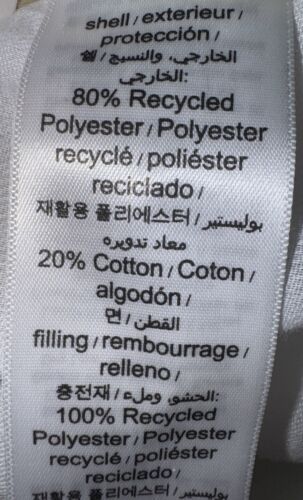 shell / exterieur /
protección /
الخارجي، والنسيج / 쉘
الخارجي:
80% Recycled
Polyester / Polyester
recyclé / poliéster
reciclado /
재활용 폴리에스터 / بوليستير
معاد تدويره
20% Cotton / Coton /
algodón /
면 / القطن
filling / rembourrage /
relleno /
충전재 / الحشو، وملء:
100% Recycled
Polyester / Polyester
recyclé / poliéster
reciclado /
재활용 폴리에스터 / بوليستير